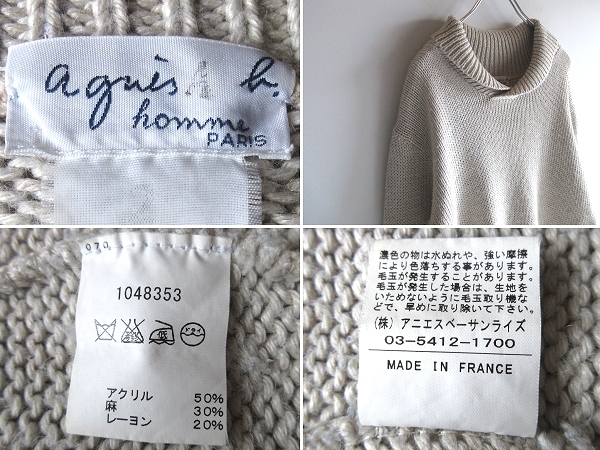 agnès b.
homme
PARIS
2
070
1048353
ドライ
アクリル 50%
麻 30%
レーヨン 20%
濃色の物は水ぬれや、強い摩擦
により色落ちする事があります。
毛玉が発生することがあります。
毛玉が発生した場合は、生地を
いためないように毛玉取り機な
どで、早めに取り除いて下さい。
(株) アニエスベーサンライズ
03-5412-1700
MADE IN FRANCE